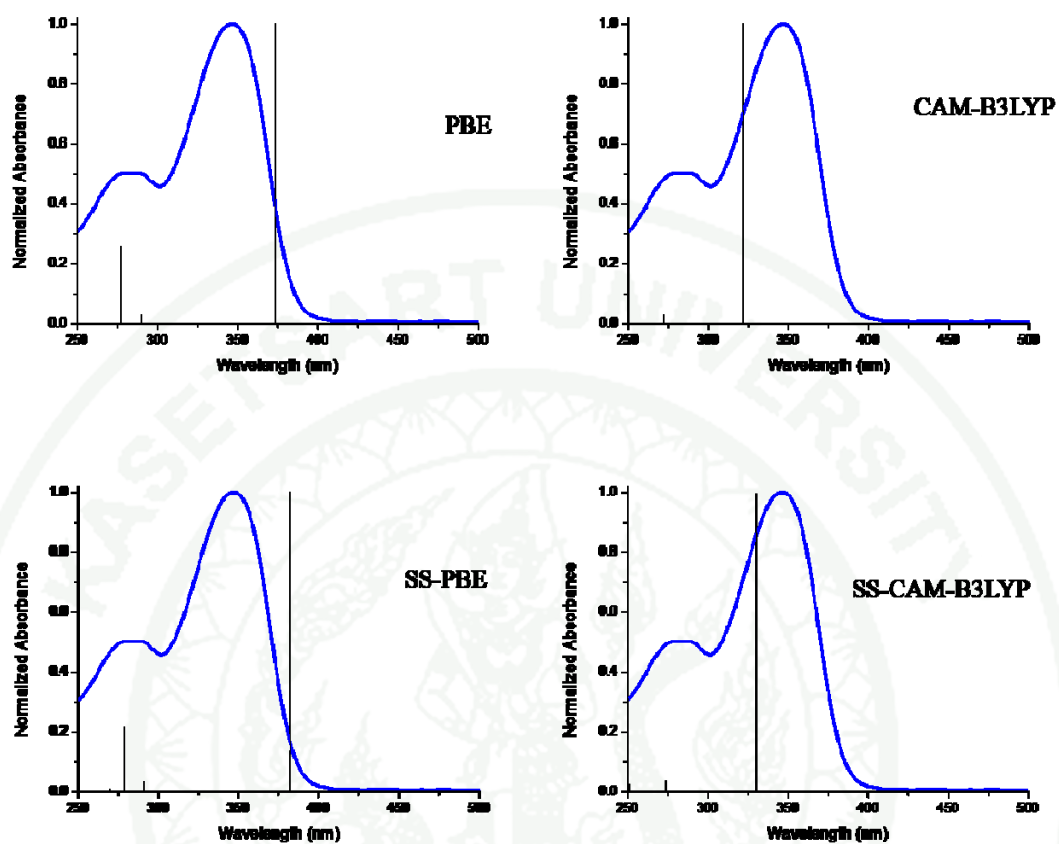 1.0
0.8
0.6
0.4
0.2
0.0
Normalized Absorbance
250 300 350 400 450 500
Wavelength (nm)
PBE
1.0
0.8
0.6
0.4
0.2
0.0
Normalized Absorbance
250 300 350 400 450 500
Wavelength (nm)
CAM-B3LYP
KASETSART UNIVERSITY
1.0
0.8
0.6
0.4
0.2
0.0
Normalized Absorbance
250 300 350 400 450 500
Wavelength (nm)
SS-PBE
1.0
0.8
0.6
0.4
0.2
0.0
Normalized Absorbance
250 300 350 400 450 500
Wavelength (nm)
SS-CAM-B3LYP